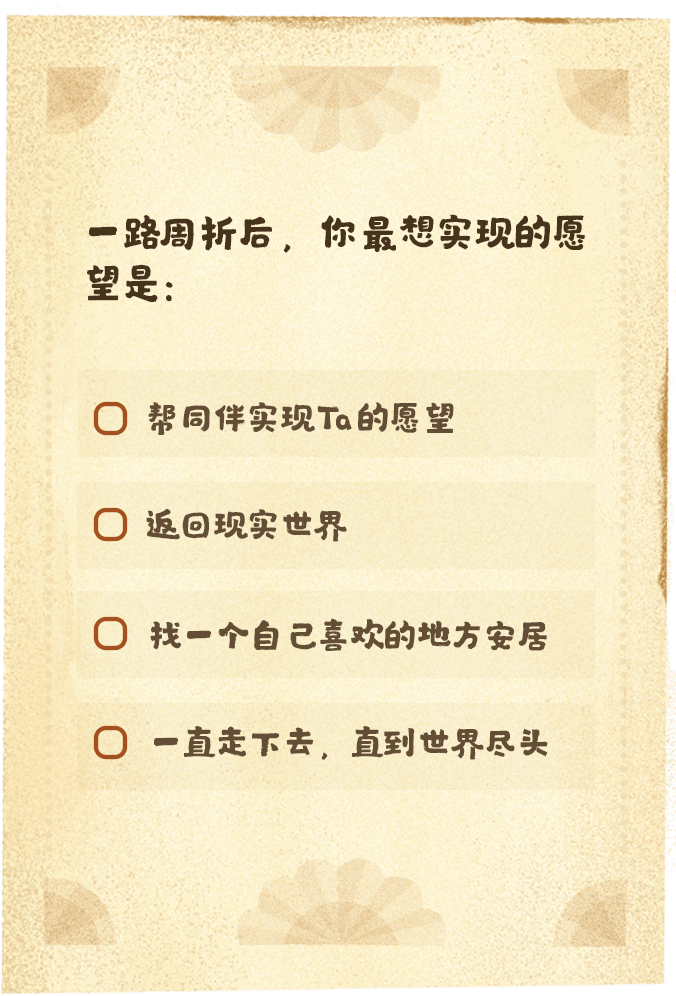 一路周折后，你最想实现的愿
望是：
帮同伴实现Ta的愿望
返回现实世界
找一个自己喜欢的地方安居
一直走下去，直到世界尽头